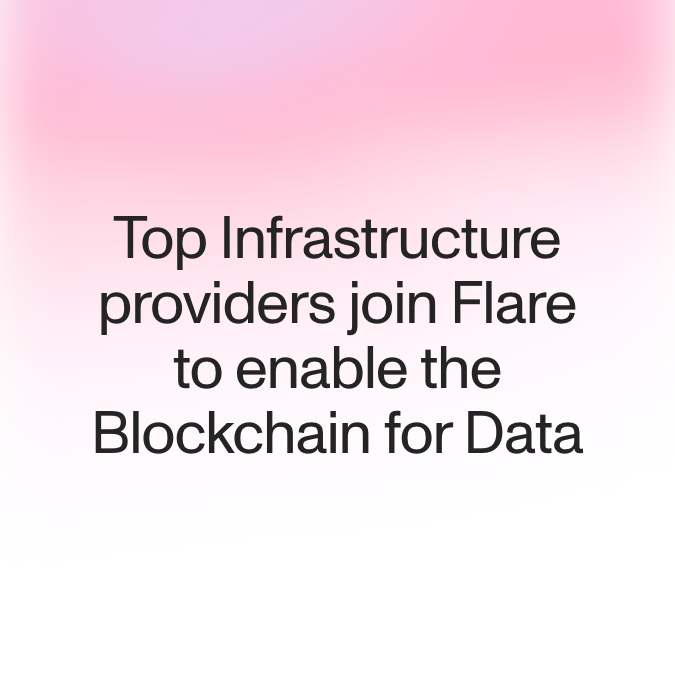 Top Infrastructure
providers join Flare
to enable the
Blockchain for Data